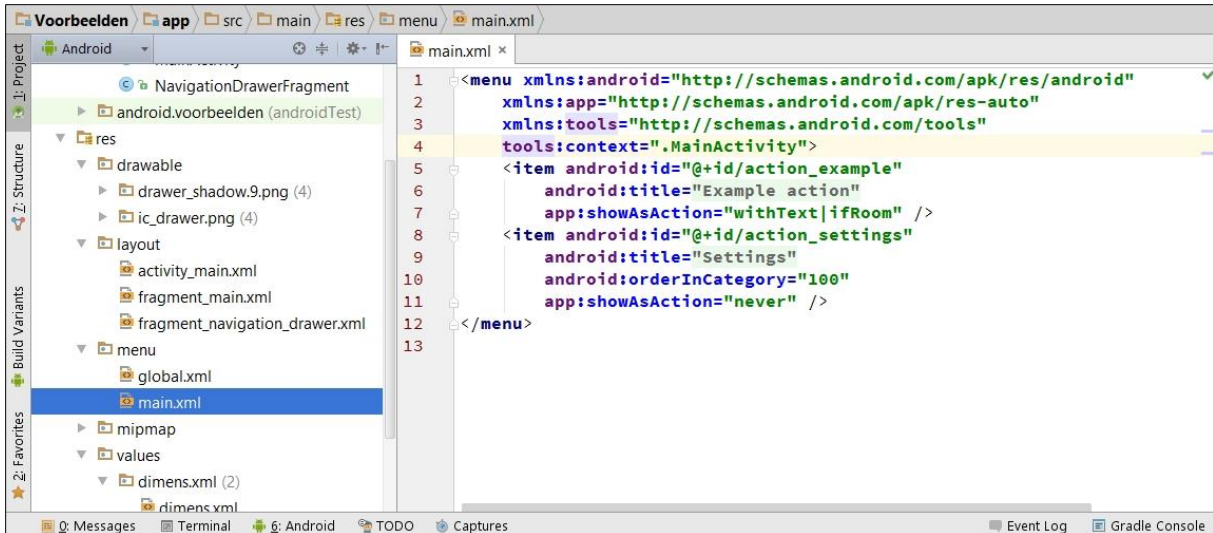 Voorbeelden app src main res menu main.xml
1: Project
7: Structure
Build Variants
2: Favorites
Android
NavigationDrawerFragment
android.voorbeelden (androidTest)
res
drawable
drawer_shadow.9.png (4)
ic_drawer.png (4)
layout
activity_main.xml
fragment_main.xml
fragment_navigation_drawer.xml
menu
global.xml
main.xml
mipmap
values
dimens.xml (2)
dimens.xml
main.xml ×
1 <menu xmlns:android="http://schemas.android.com/apk/res/android"
2 xmlns:app="http://schemas.android.com/apk/res-auto"
3 xmlns:tools="http://schemas.android.com/tools"
4 tools:context=".MainActivity">
5 <item android:id="@+id/action_example"
6 android:title="Example action"
7 app:showAsAction="withText|ifRoom" />
8 <item android:id="@+id/action_settings"
9 android:title="Settings"
10 android:orderInCategory="100"
11 app:showAsAction="never" />
12 </menu>
13
0: Messages Terminal 6: Android TODO Captures Event Log Gradle Console